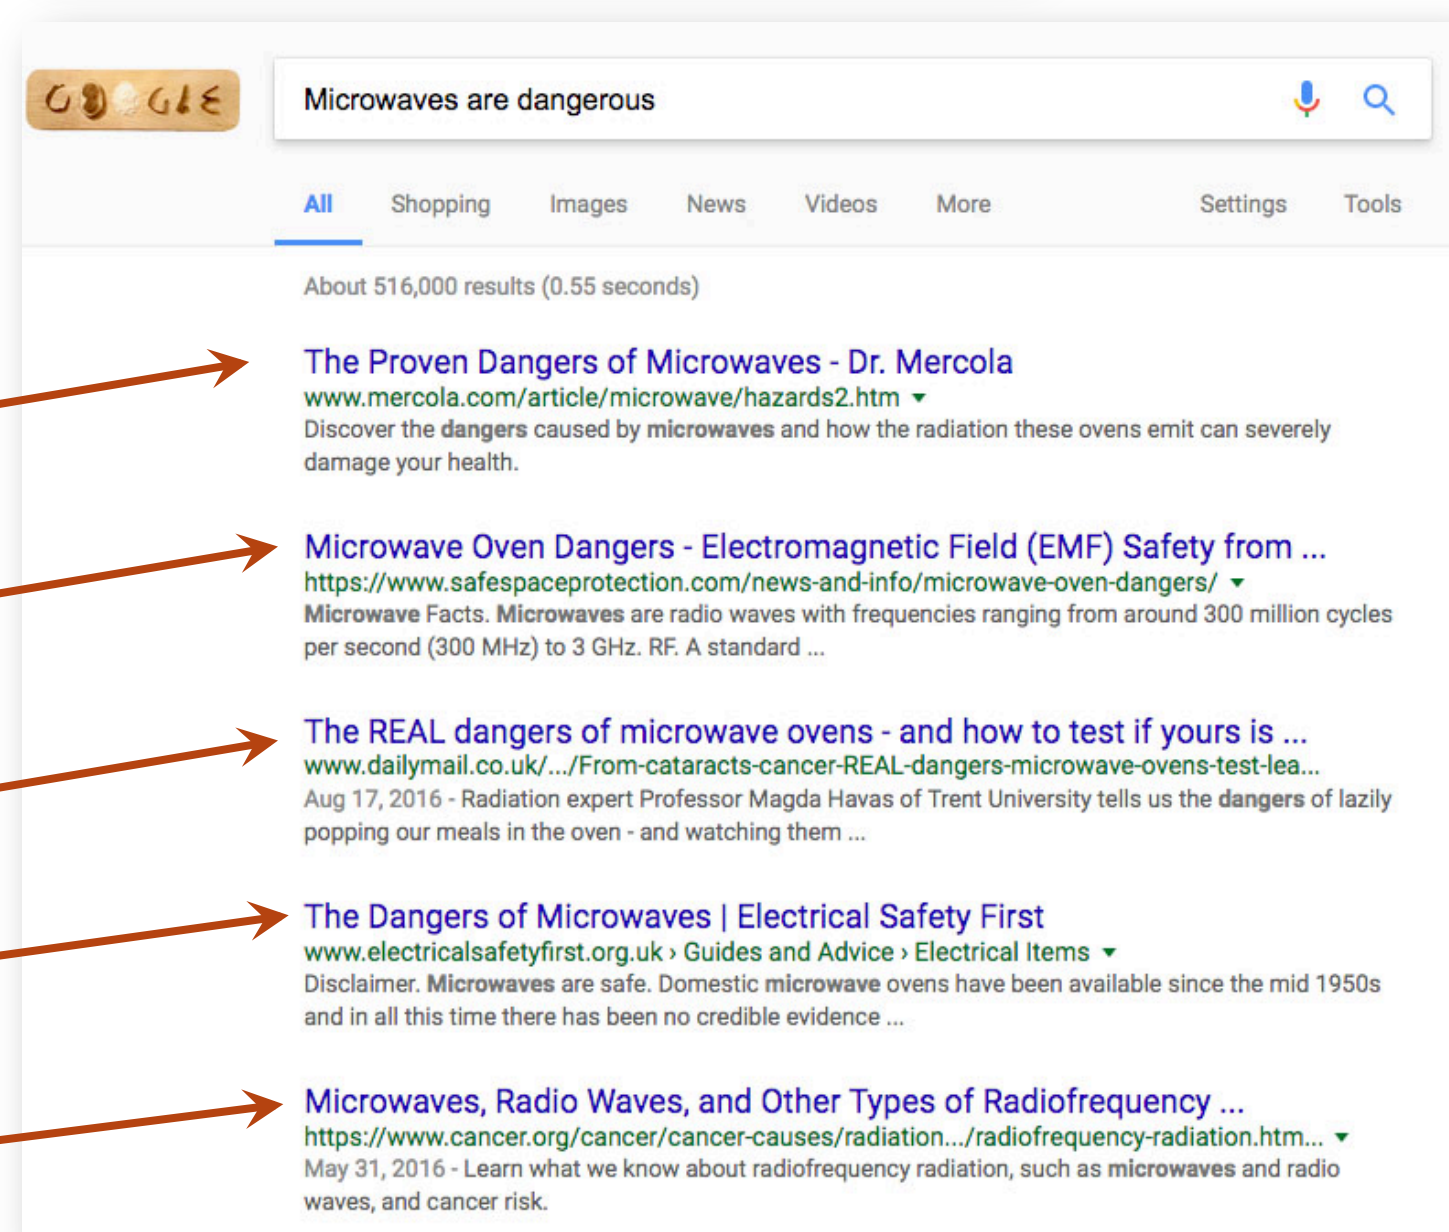 GOOGLE
Microwaves are dangerous
All Shopping Images News Videos More Settings Tools
About 516,000 results (0.55 seconds)
The Proven Dangers of Microwaves - Dr. Mercola
www.mercola.com/article/microwave/hazards2.htm
Discover the dangers caused by microwaves and how the radiation these ovens emit can severely
damage your health.
Microwave Oven Dangers - Electromagnetic Field (EMF) Safety from ...
https://www.safespaceprotection.com/news-and-info/microwave-oven-dangers/
Microwave Facts. Microwaves are radio waves with frequencies ranging from around 300 million cycles
per second (300 MHz) to 3 GHz. RF. A standard ...
The REAL dangers of microwave ovens - and how to test if yours is ...
www.dailymail.co.uk/.../From-cataracts-cancer-REAL-dangers-microwave-ovens-test-lea...
Aug 17, 2016 - Radiation expert Professor Magda Havas of Trent University tells us the dangers of lazily
popping our meals in the oven - and watching them ...
The Dangers of Microwaves | Electrical Safety First
www.electricalsafetyfirst.org.uk › Guides and Advice › Electrical Items
Disclaimer. Microwaves are safe. Domestic microwave ovens have been available since the mid 1950s
and in all this time there has been no credible evidence ...
Microwaves, Radio Waves, and Other Types of Radiofrequency ...
https://www.cancer.org/cancer/cancer-causes/radiation.../radiofrequency-radiation.htm...
May 31, 2016 - Learn what we know about radiofrequency radiation, such as microwaves and radio
waves, and cancer risk.